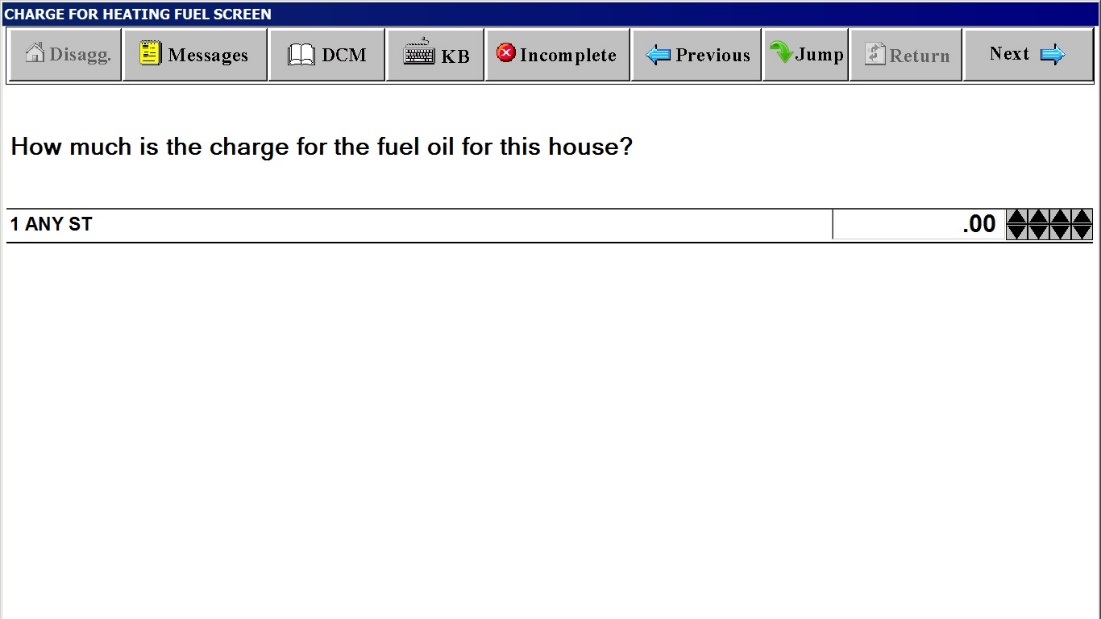 CHARGE FOR HEATING FUEL SCREEN
Disagg. Messages DCM KB Incomplete Previous Jump Return Next
How much is the charge for the fuel oil for this house?
1 ANY ST .00